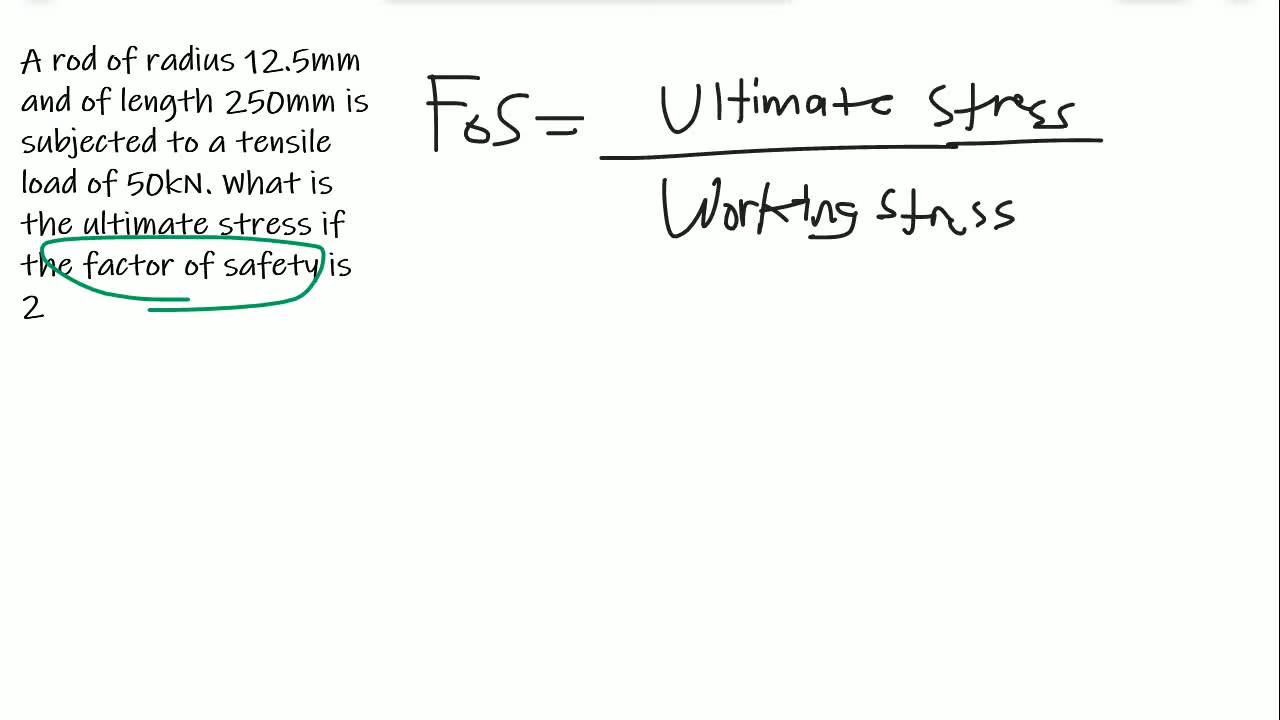 A rod of radius 12.5mm
and of length 250mm is
subjected to a tensile
load of 50kN. What is
the ultimate stress if
the factor of safety is
2
FoS = Ultimate Stress
Working Stress